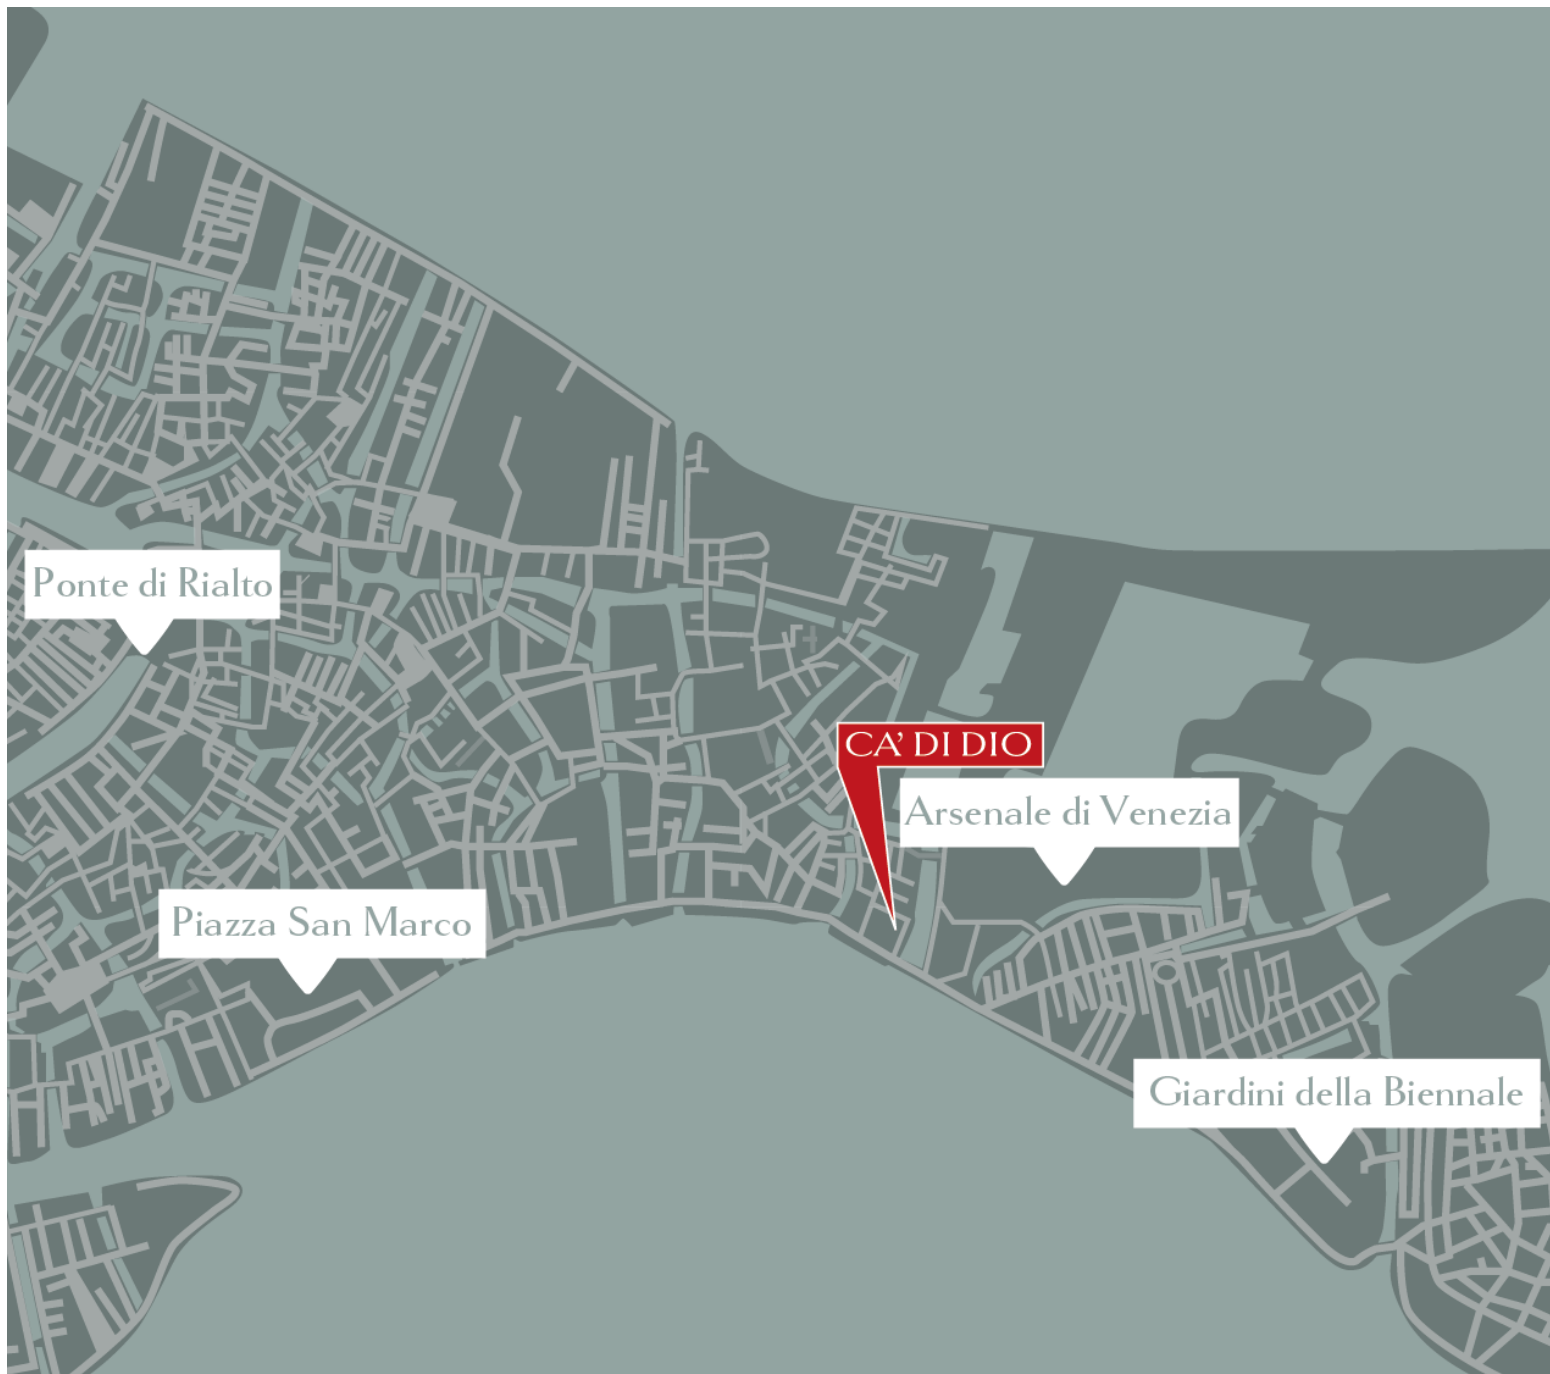 Ponte di Rialto
CA' DI DIO
Arsenale di Venezia
Piazza San Marco
Giardini della Biennale